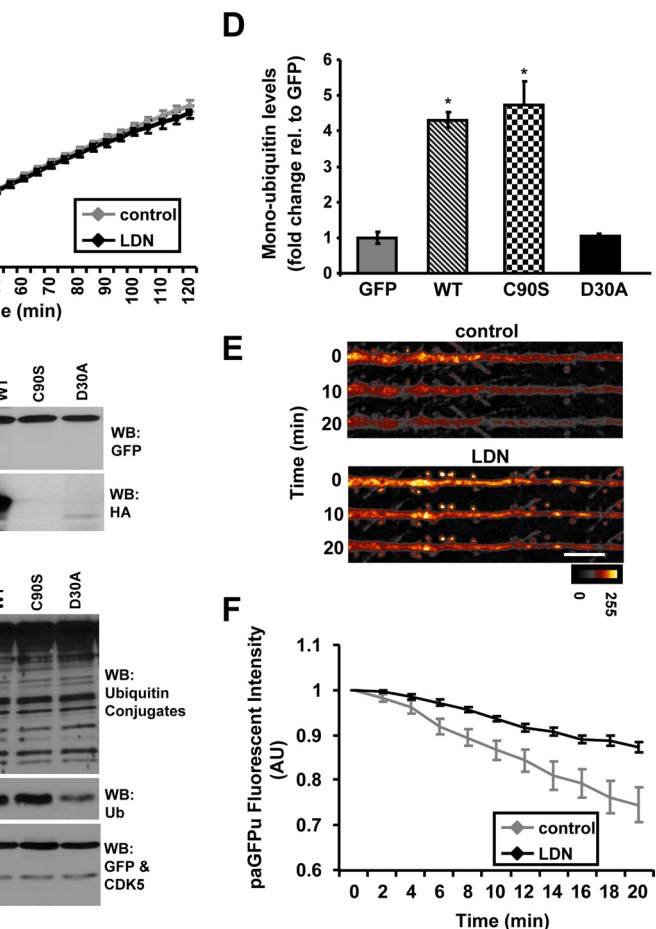 control
LDN
60 70 80 90 100 110 120
e (min)
WT C90S D30A
WB:
GFP
WB:
HA
C90S D30A
WB:
Ubiquitin
Conjugates
WB:
Ub
WB:
GFP &
CDK5
D
Mono-ubiquitin levels
(fold change rel. to GFP)
6
5
4
3
2
1
0
* *
GFP WT C90S D30A
E
control
Time (min)
0
10
20
LDN
0
10
20
0 255
F
paGFPu Fluorescent Intensity
(AU)
1.1
1
0.9
0.8
0.7
0.6
control
LDN
0 2 4 6 8 10 12 14 16 18 20
Time (min)